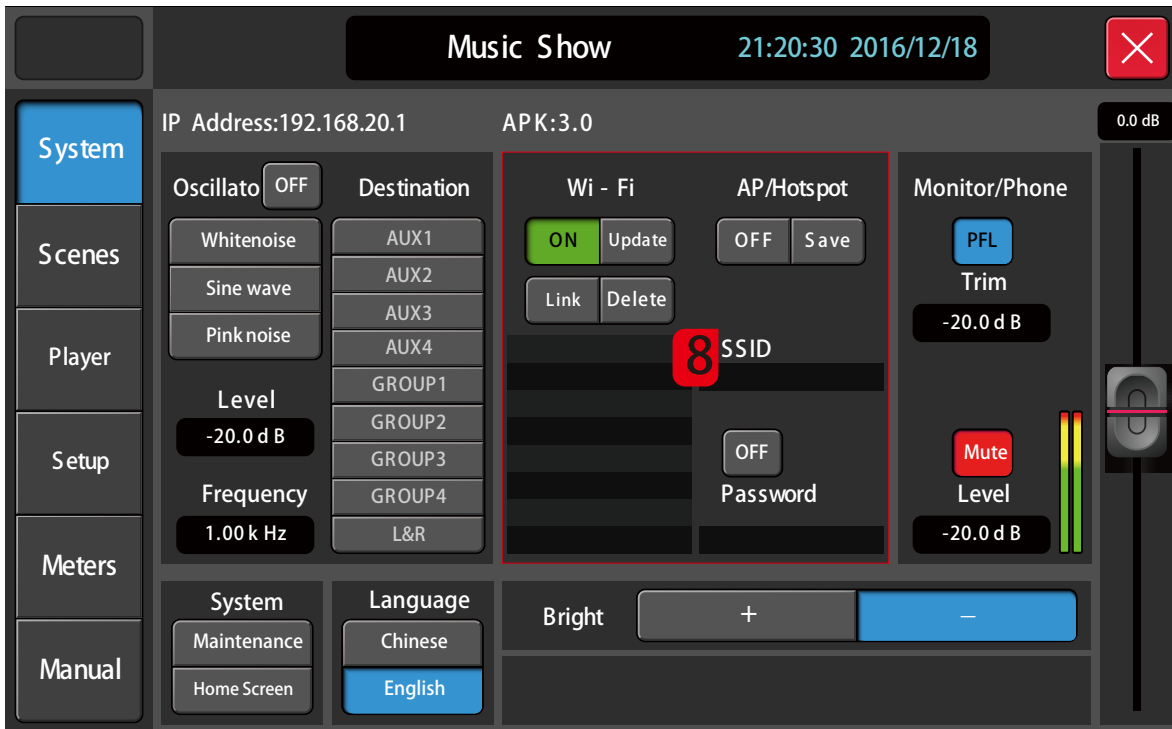 Music Show 21:20:30 2016/12/18
IP Address:192.168.20.1 APK:3.0
0.0 dB
System
Scenes
Player
Setup
Meters
Manual
Oscillato OFF
Whitenoise
Sine wave
Pink noise
Level
-20.0 dB
Frequency
1.00 kHz
Destination
AUX1
AUX2
AUX3
AUX4
GROUP1
GROUP2
GROUP3
GROUP4
L&R
Wi - Fi
ON Update
Link Delete
AP/Hotspot
OFF Save
8
SSID
OFF
Password
Monitor/Phone
PFL
Trim
-20.0 dB
Mute
Level
-20.0 dB
System
Maintenance
Home Screen
Language
Chinese
English
Bright + −